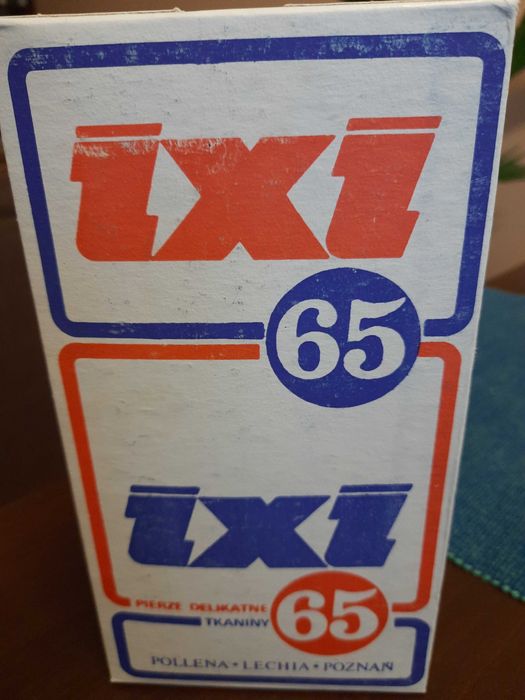 ixi
65
ixi
PIERZE DELIKATNE
TKANINY
65
POLLENA • LECHIA • POZNAŃ